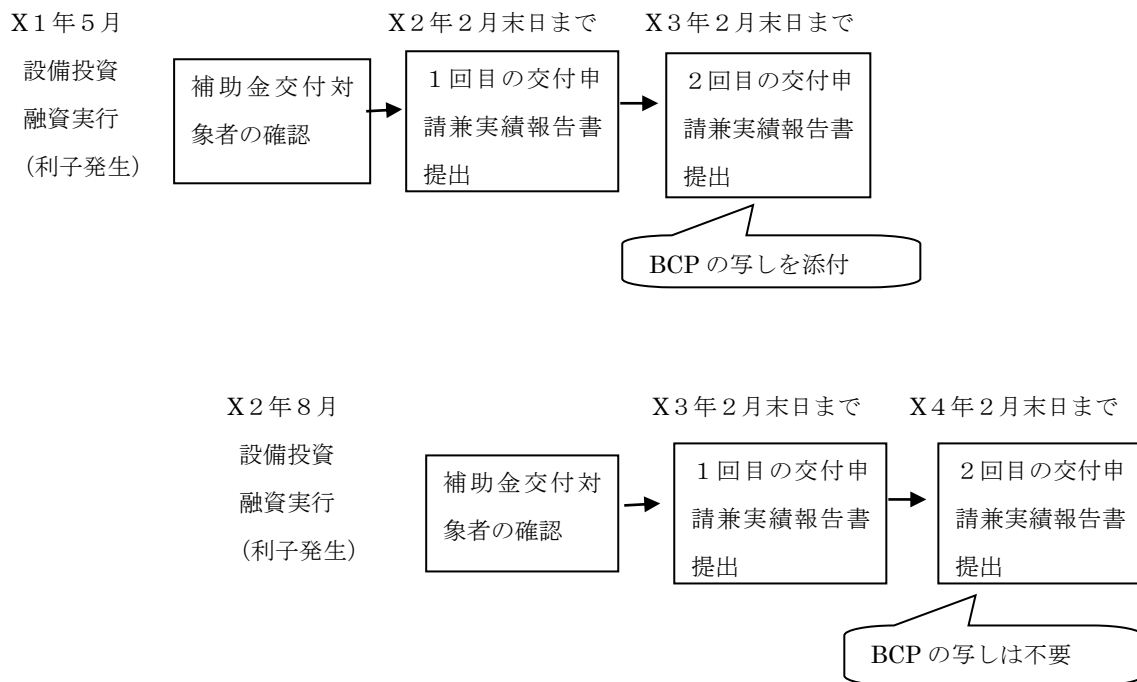 X1年5月
設備投資
融資実行
(利子発生)
補助金交付対
象者の確認
X2年2月末日まで
1回目の交付申
請兼実績報告書
提出
X3年2月末日まで
2回目の交付申
請兼実績報告書
提出
BCPの写しを添付
X2年8月
設備投資
融資実行
(利子発生)
補助金交付対
象者の確認
X3年2月末日まで
1回目の交付申
請兼実績報告書
提出
X4年2月末日まで
2回目の交付申
請兼実績報告書
提出
BCPの写しは不要